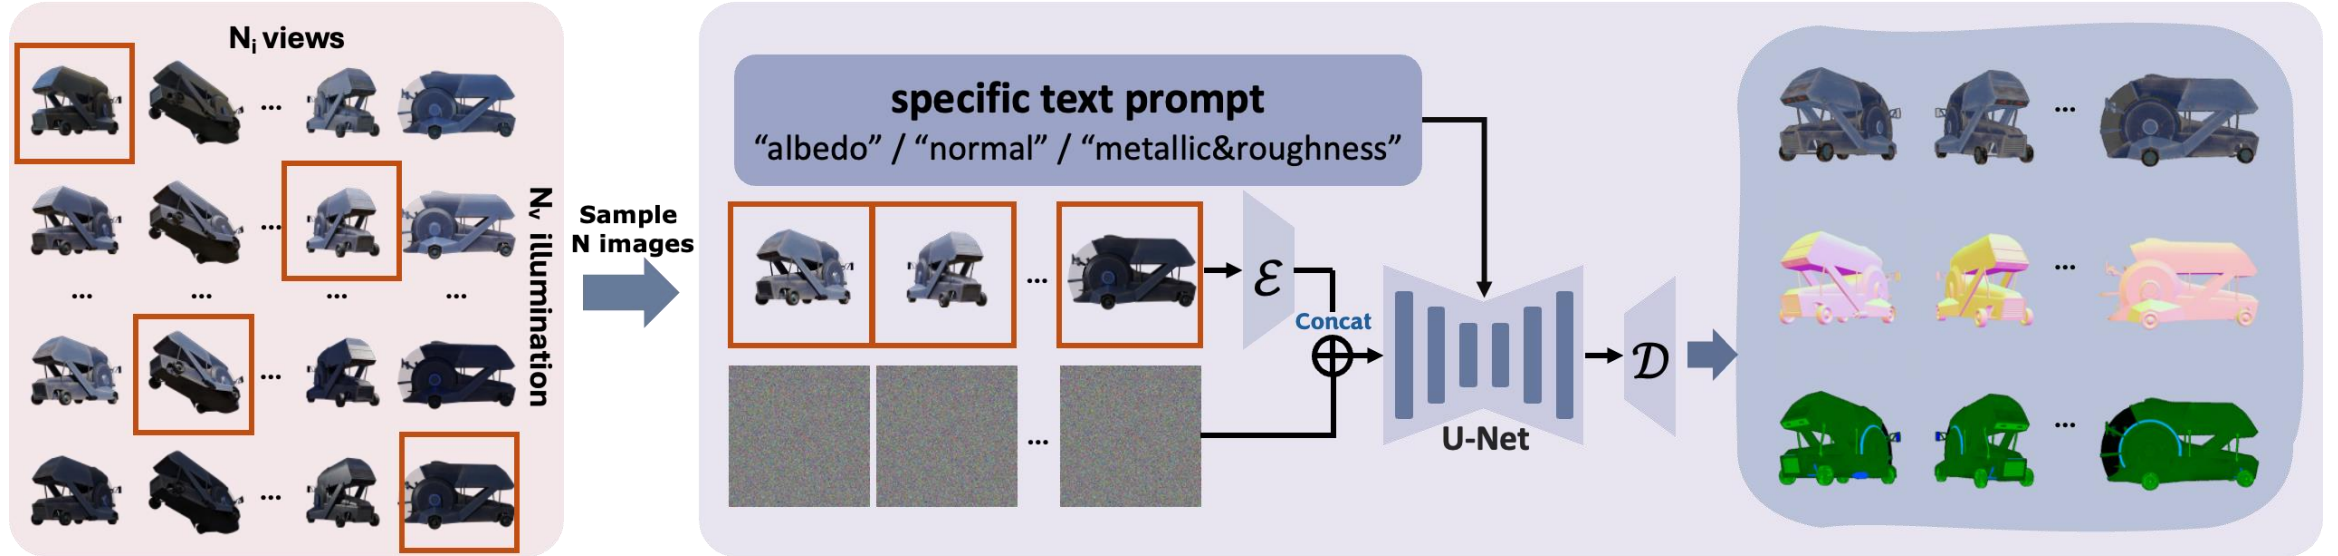 Nᵢ views
...
...
... ... ... ...
...
...
Nᵥ illumination
Sample
N images
specific text prompt
“albedo” / “normal” / “metallic&roughness”
...
ℰ
Concat
...
U-Net
𝒟
...
...
...